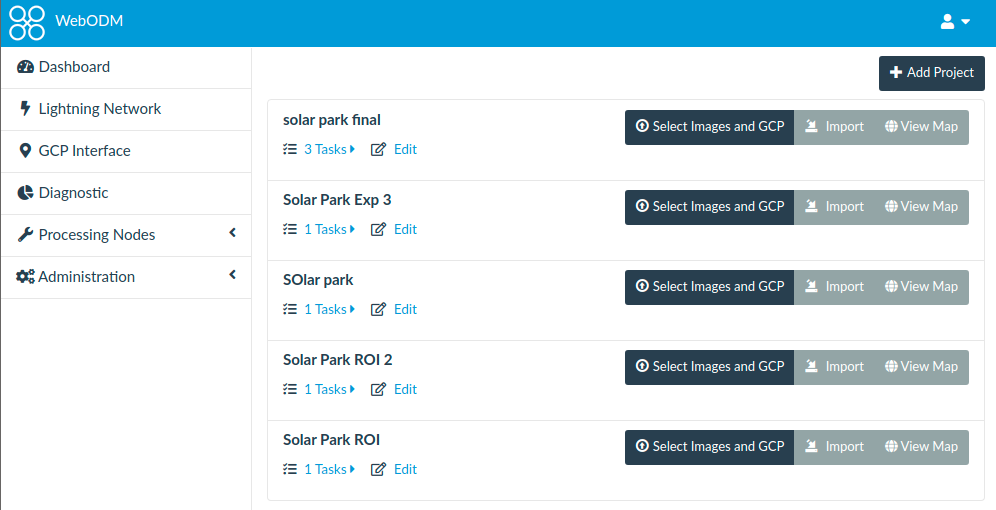 WebODM
Dashboard
Lightning Network
GCP Interface
Diagnostic
Processing Nodes
Administration
Add Project
solar park final
3 Tasks Edit
Select Images and GCP Import View Map
Solar Park Exp 3
1 Tasks Edit
Select Images and GCP Import View Map
SOlar park
1 Tasks Edit
Select Images and GCP Import View Map
Solar Park ROI 2
1 Tasks Edit
Select Images and GCP Import View Map
Solar Park ROI
1 Tasks Edit
Select Images and GCP Import View Map